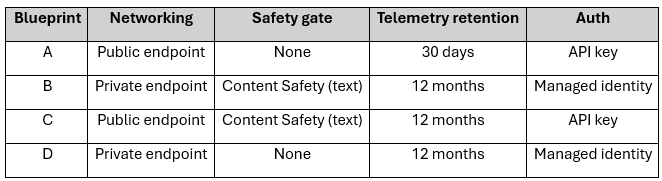 Blueprint Networking Safety gate Telemetry retention Auth
A Public endpoint None 30 days API key
B Private endpoint Content Safety (text) 12 months Managed identity
C Public endpoint Content Safety (text) 12 months API key
D Private endpoint None 12 months Managed identity